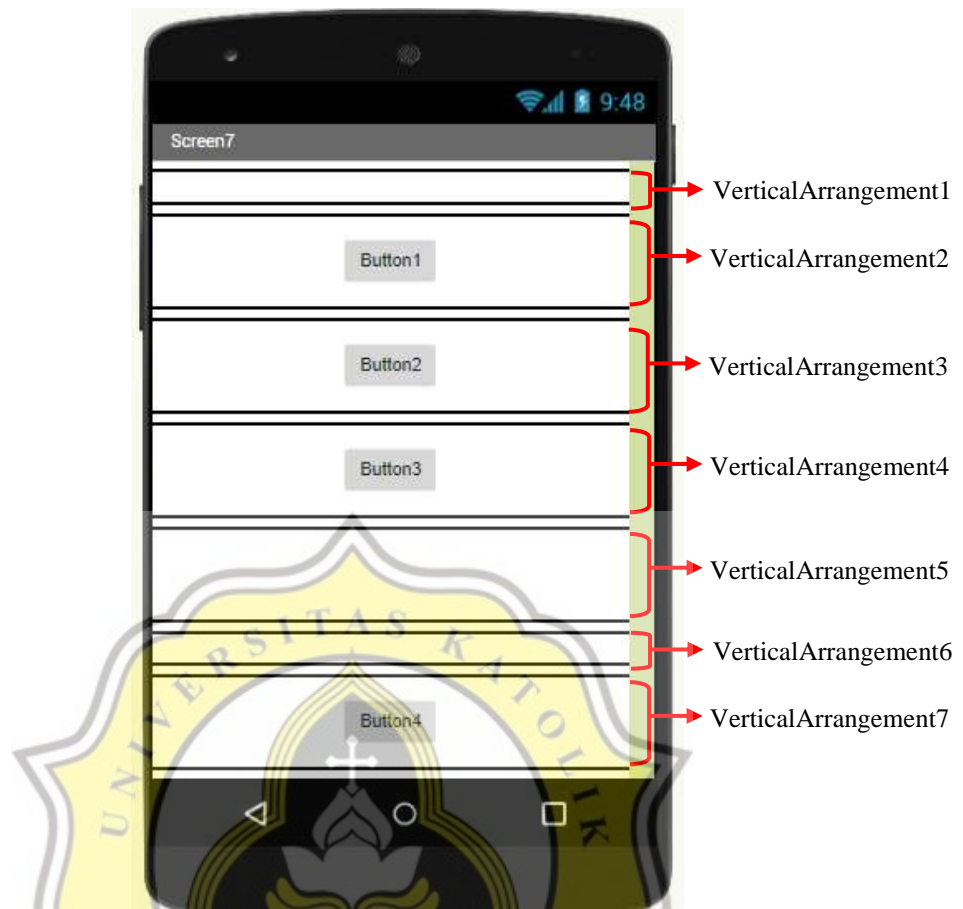 9:48
Screen7
VerticalArrangement1
Button1
VerticalArrangement2
Button2
VerticalArrangement3
Button3
VerticalArrangement4
VerticalArrangement5
UNIVERSITAS KATOLIK
VerticalArrangement6
Button4
VerticalArrangement7